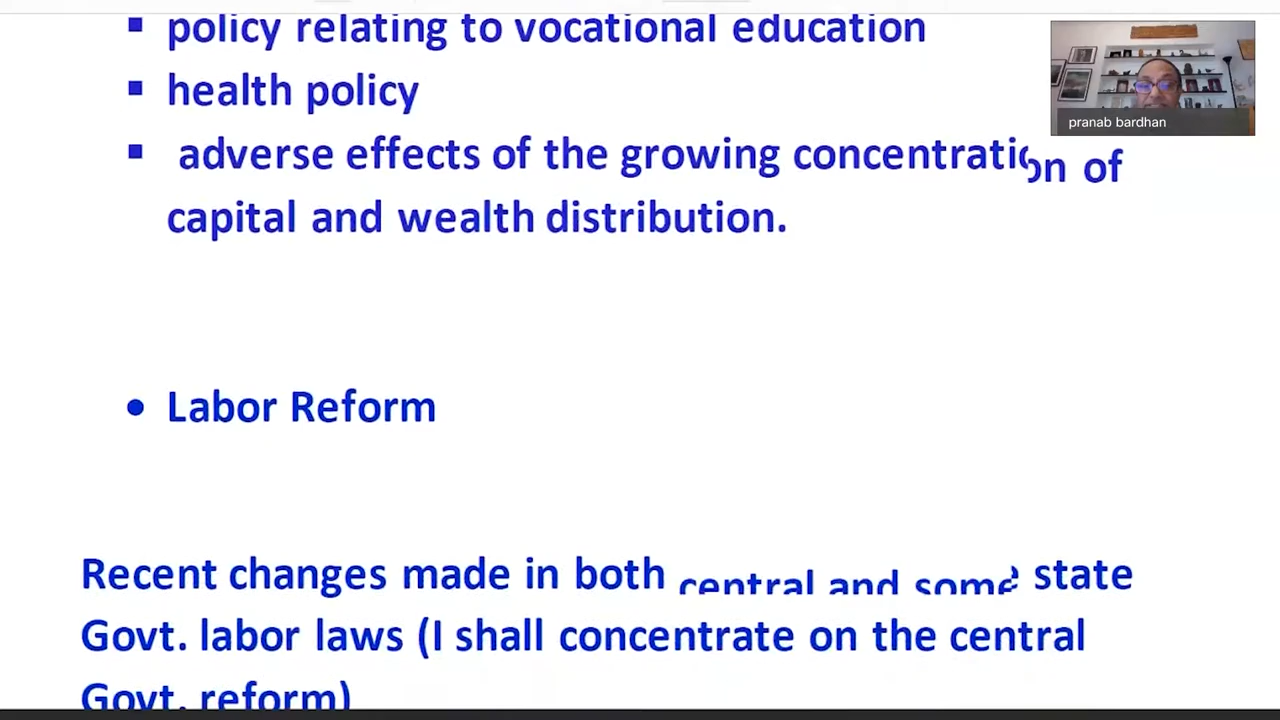 policy relating to vocational education
health policy
adverse effects of the growing concentration of
capital and wealth distribution.
pranab bardhan
Labor Reform
Recent changes made in both central and some state
Govt. labor laws (I shall concentrate on the central
Govt. reform)